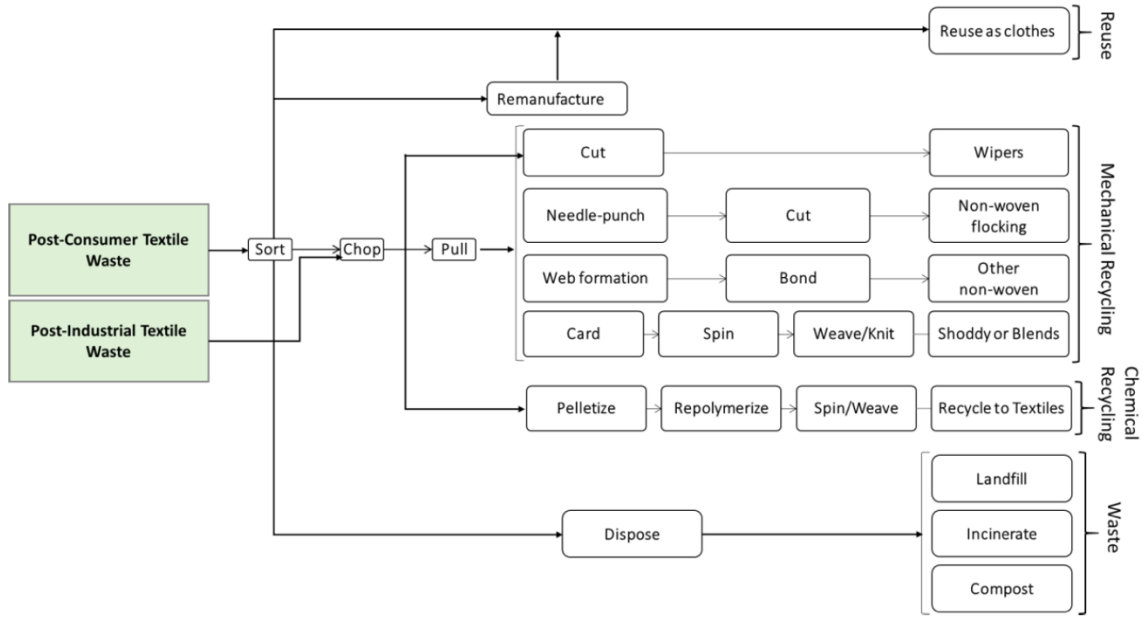 Reuse as clothes
Reuse
Remanufacture
Cut
Wipers
Mechanical Recycling
Needle-punch
Cut
Non-woven
flocking
Post-Consumer Textile
Waste
Sort
Chop
Pull
Web formation
Bond
Other
non-woven
Post-Industrial Textile
Waste
Card
Spin
Weave/Knit
Shoddy or Blends
Pelletize
Repolymerize
Spin/Weave
Recycle to Textiles
Chemical
Recycling
Landfill
Dispose
Incinerate
Waste
Compost